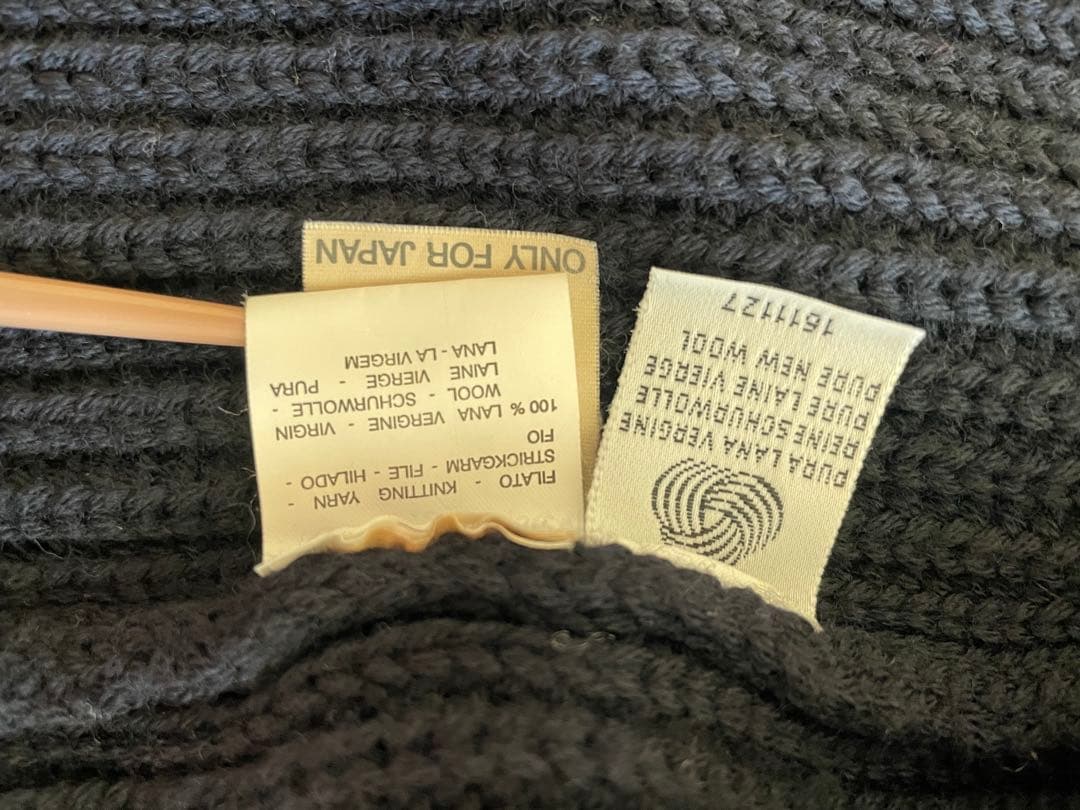 FILATO - KNITTING YARN -
STRICKGARM - FILE - HILADO -
FIO
100 % LANA VERGINE - VIRGIN
WOOL - SCHURWOLLE -
LAINE VIERGE - PURA
LANA - LA VIRGEM
ONLY FOR JAPAN
PURA LANA VERGINE
REINE SCHURWOLLE
PURE LAINE VIERGE
PURE NEW WOOL
1611127